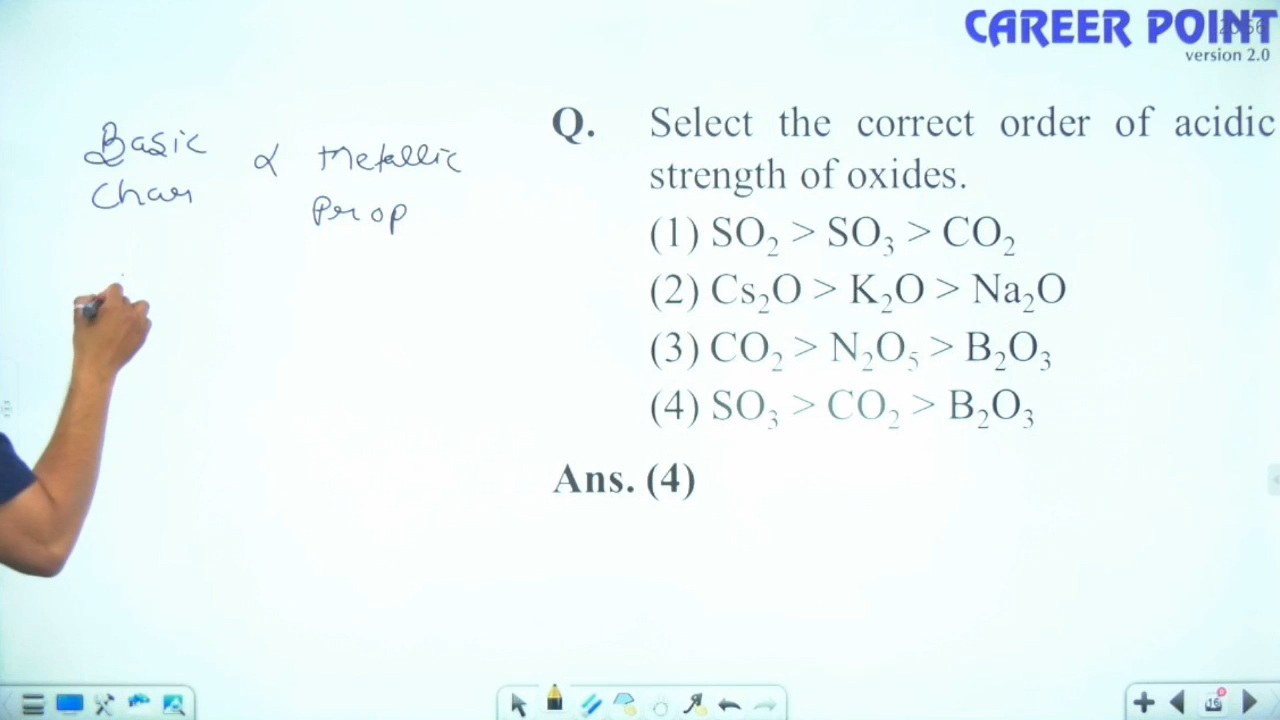 CAREER POINT
version 2.0
Basic ∝ Metallic
Char Prop
Q. Select the correct order of acidic
strength of oxides.
(1) SO₂ > SO₃ > CO₂
(2) Cs₂O > K₂O > Na₂O
(3) CO₂ > N₂O₅ > B₂O₃
(4) SO₃ > CO₂ > B₂O₃
Ans. (4)